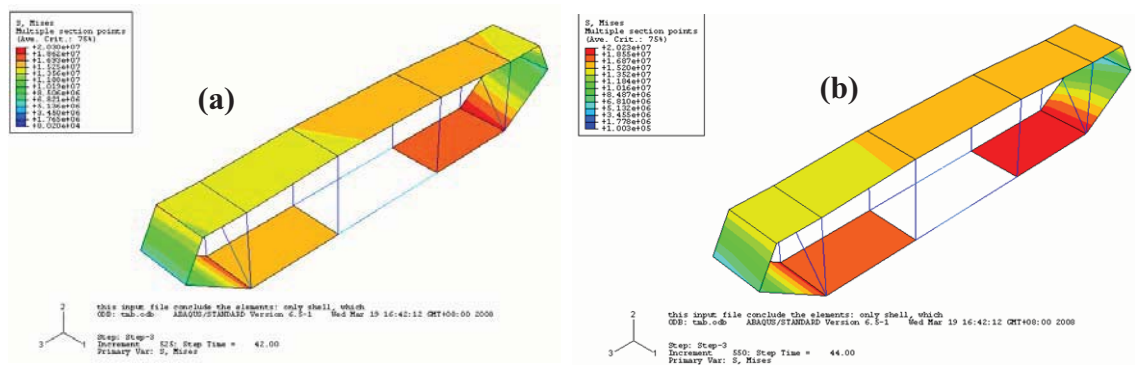 S, Mises
Multiple section points
(Ave. Crit.: 75%)
+2.030e+07
+1.862e+07
+1.693e+07
+1.525e+07
+1.356e+07
+1.188e+07
+1.019e+07
+8.506e+06
+6.821e+06
+5.136e+06
+3.450e+06
+1.765e+06
+8.020e+04
(a)
2
3
1
this input file conclude the elements: only shell, which
ODB: tmb.odb ABAQUS/STANDARD Version 6.5-1 Wed Mar 19 16:42:12 GMT+08:00 2008
Step: Step-3
Increment 525: Step Time = 42.00
Primary Var: S, Mises
S, Mises
Multiple section points
(Ave. Crit.: 75%)
+2.023e+07
+1.855e+07
+1.687e+07
+1.520e+07
+1.352e+07
+1.184e+07
+1.016e+07
+8.487e+06
+6.810e+06
+5.132e+06
+3.455e+06
+1.778e+06
+1.003e+05
(b)
2
3
1
this input file conclude the elements: only shell, which
ODB: tmb.odb ABAQUS/STANDARD Version 6.5-1 Wed Mar 19 16:42:12 GMT+08:00 2008
Step: Step-3
Increment 550: Step Time = 44.00
Primary Var: S, Mises